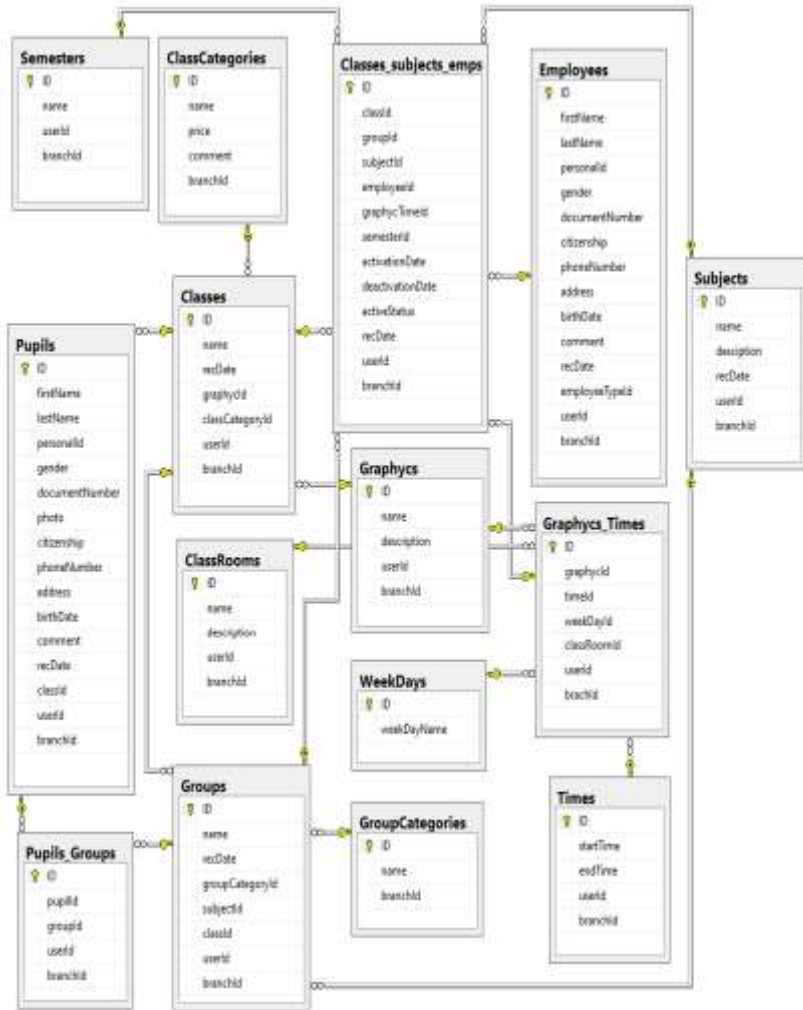 Semesters
ID
name
userId
branchId
ClassCategories
ID
name
price
comment
branchId
Classes_subjects_emps
ID
classId
groupId
subjectId
employeeId
graphycTimeId
semesterId
activationDate
deactivationDate
activeStatus
recDate
userId
branchId
Employees
ID
firstName
lastName
personalId
gender
documentNumber
citizenship
phoneNumber
address
birthDate
comment
recDate
employeeTypeId
userId
branchId
Subjects
ID
name
desciption
recDate
userId
branchId
Classes
ID
name
recDate
graphycId
classCategoryId
userId
branchId
Pupils
ID
firstName
lastName
personalId
gender
documentNumber
photo
citizenship
phoneNumber
address
birthDate
comment
recDate
classId
userId
branchId
Graphycs
ID
name
description
userId
branchId
Graphycs_Times
ID
graphycId
timeId
weekDayId
classRoomId
userId
brachId
ClassRooms
ID
name
description
userId
branchId
WeekDays
ID
weekDayName
Groups
ID
name
recDate
groupCategoryId
subjectId
classId
userId
branchId
GroupCategories
ID
name
branchId
Times
ID
startTime
endTime
userId
branchId
Pupils_Groups
ID
pupilId
groupId
userId
branchId